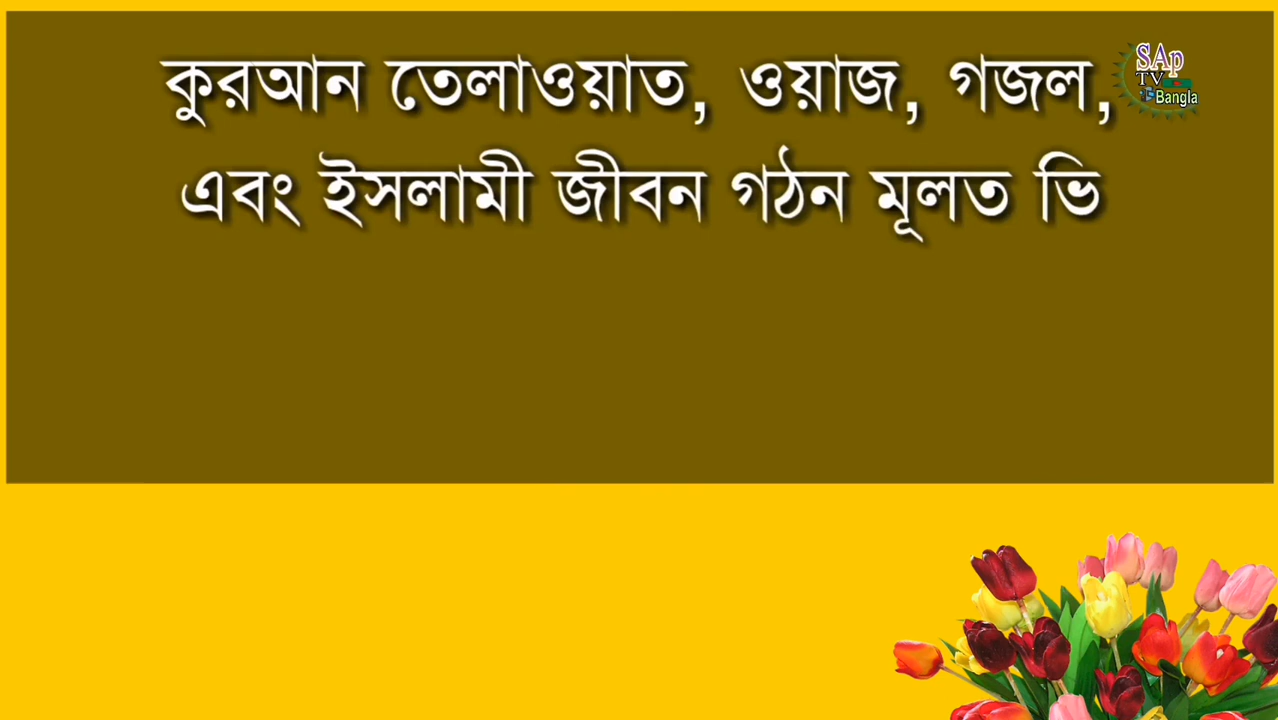 কুরআন তেলাওয়াত, ওয়াজ, গজল,
এবং ইসলামী জীবন গঠন মূলত ভি
SAp
TV
Bangla